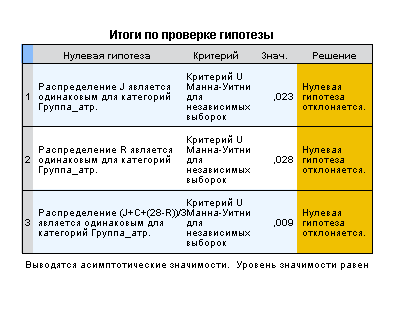 Итоги по проверке гипотезы
Нулевая гипотеза Критерий Знач. Решение
1 Распределение J является одинаковым для категорий Группа_атр. Критерий U Манна-Уитни для независимых выборок ,023 Нулевая гипотеза отклоняется.
2 Распределение R является одинаковым для категорий Группа_атр. Критерий U Манна-Уитни для независимых выборок ,028 Нулевая гипотеза отклоняется.
3 Распределение (J+C+(28-R))/3 является одинаковым для категорий Группа_атр. Критерий U Манна-Уитни для независимых выборок ,009 Нулевая гипотеза отклоняется.
Выводятся асимптотические значимости. Уровень значимости равен